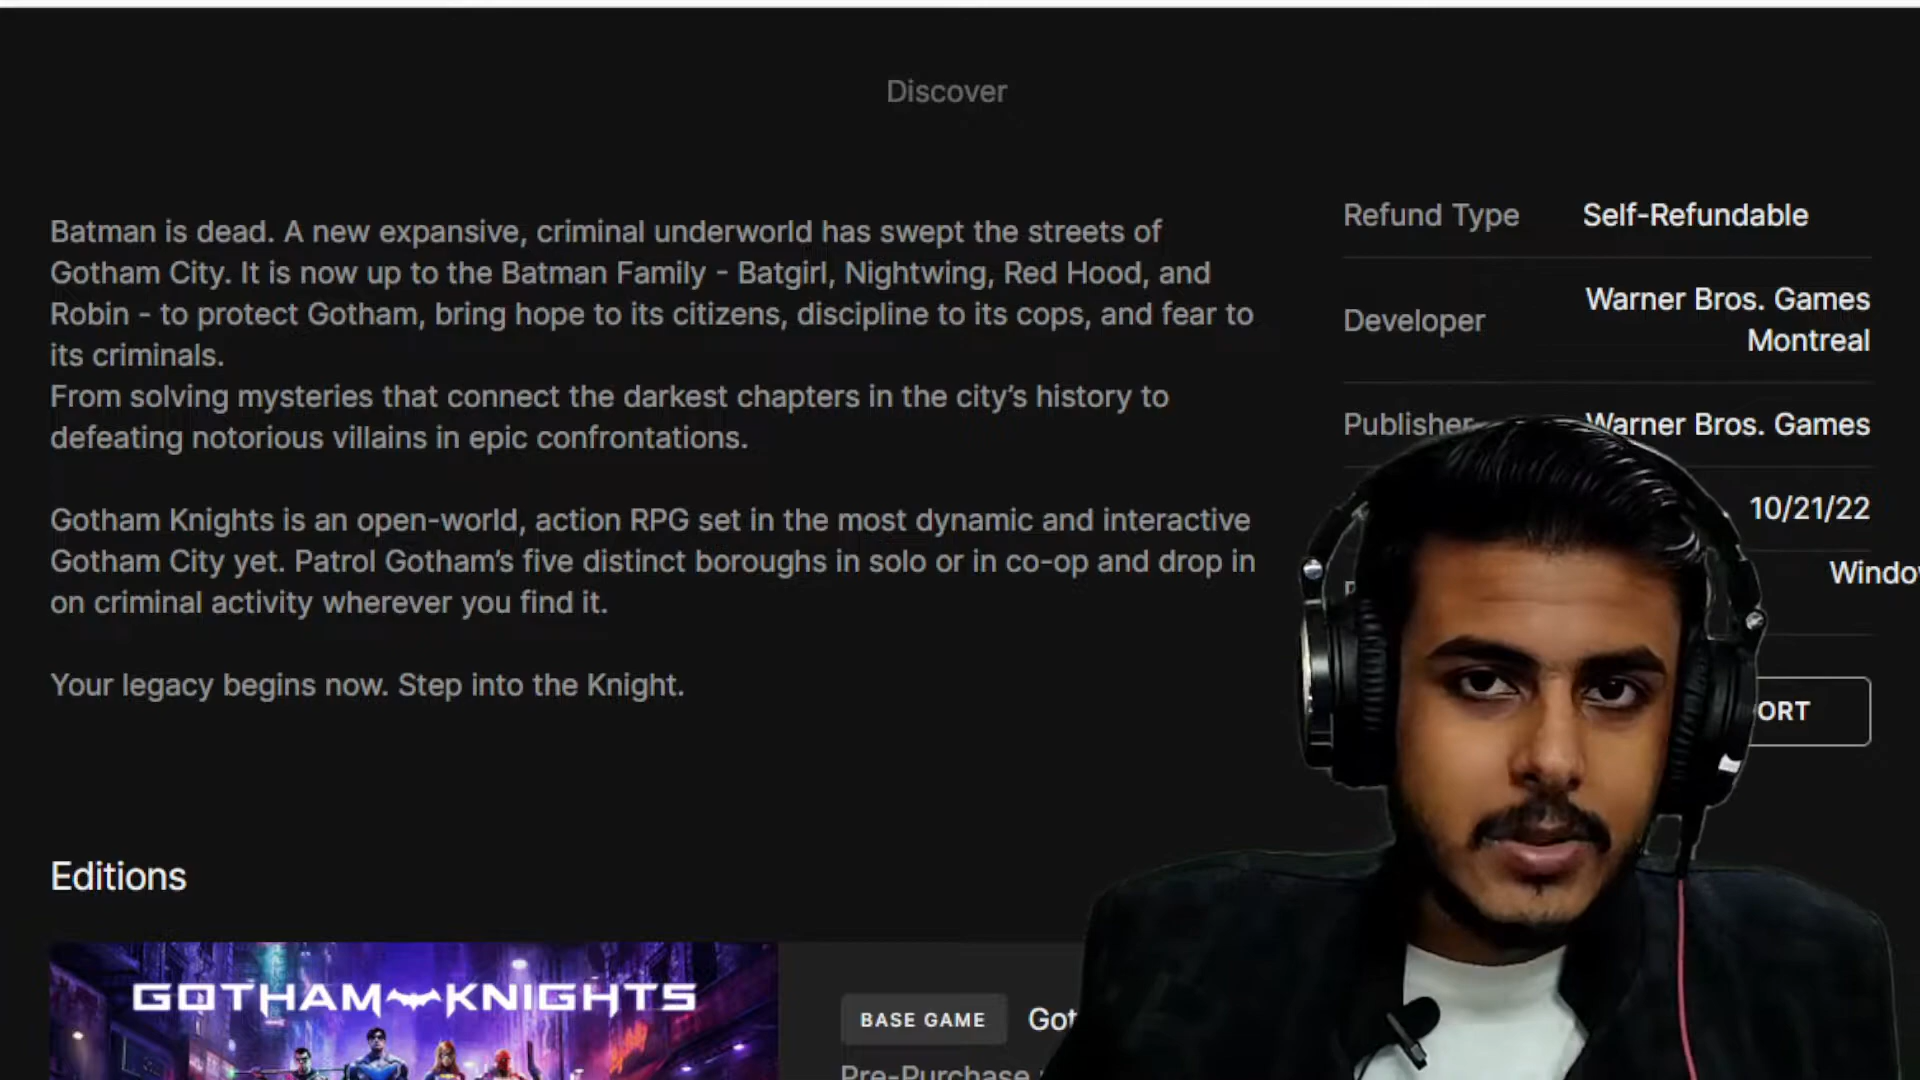 Discover
Batman is dead. A new expansive, criminal underworld has swept the streets of
Gotham City. It is now up to the Batman Family - Batgirl, Nightwing, Red Hood, and
Robin - to protect Gotham, bring hope to its citizens, discipline to its cops, and fear to
its criminals.
From solving mysteries that connect the darkest chapters in the city’s history to
defeating notorious villains in epic confrontations.
Gotham Knights is an open-world, action RPG set in the most dynamic and interactive
Gotham City yet. Patrol Gotham’s five distinct boroughs in solo or in co-op and drop in
on criminal activity wherever you find it.
Your legacy begins now. Step into the Knight.
Refund Type Self-Refundable
Developer Warner Bros. Games
Montreal
Publisher Warner Bros. Games
10/21/22
Windo
ORT
Editions
GOTHAM KNIGHTS
BASE GAME Got
Pre-Purchase